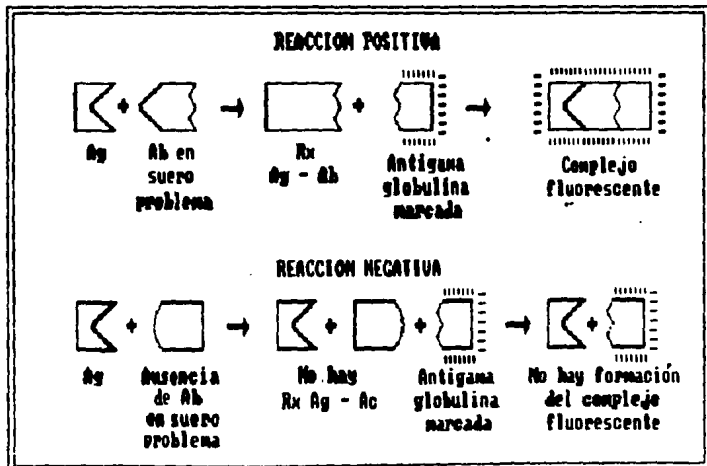 REACCION POSITIVA
+ → + →
Ag
Ab en
suero
problema
Rx
Ag - Ab
Antigama
globulina
marcada
Complejo
fluorescente
REACCION NEGATIVA
+ → + + → +
Ag
Ausencia
de Ab
en suero
problema
No hay
Rx Ag - Ac
Antigama
globulina
marcada
No hay formación
del complejo
fluorescente